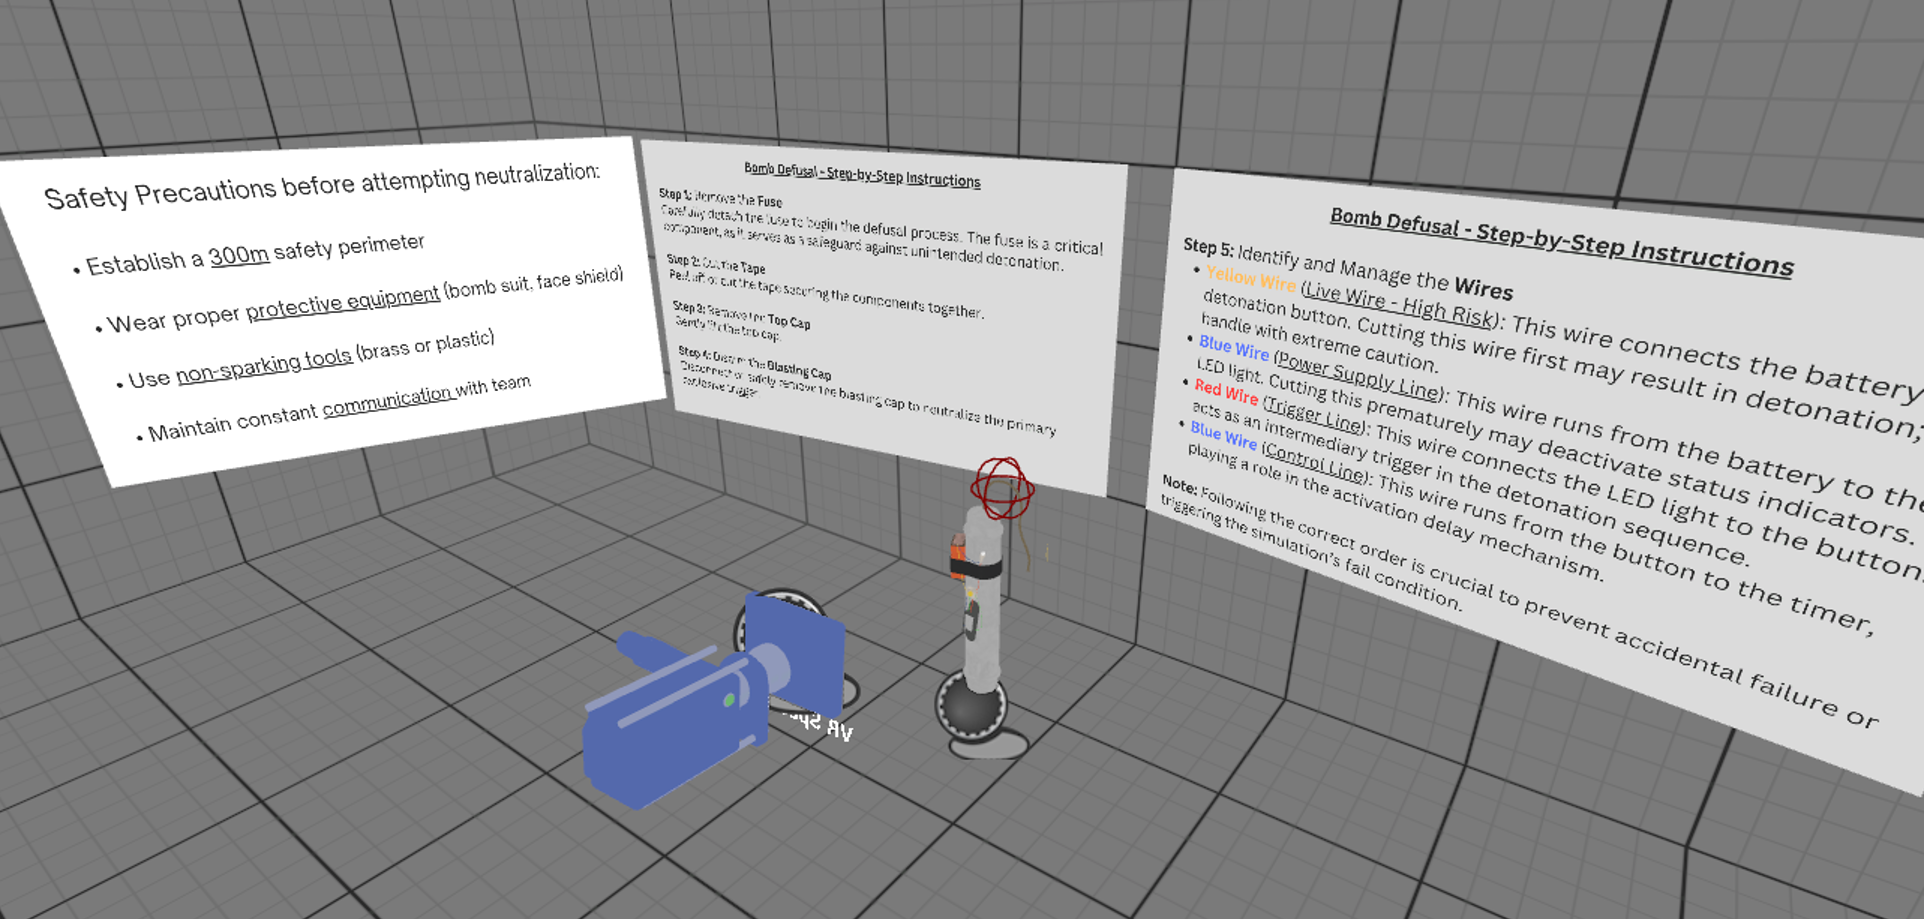 Safety Precautions before attempting neutralization:
• Establish a 300m safety perimeter
• Wear proper protective equipment (bomb suit, face shield)
• Use non-sparking tools (brass or plastic)
• Maintain constant communication with team
Bomb Defusal - Step-by-Step Instructions
Step 1: Remove the Fuse
Carefully detach the fuse to begin the defusal process. The fuse is a critical
component, as it serves as a safeguard against unintended detonation.
Step 2: Cut the Tape
Peel off or cut the tape securing the components together.
Step 3: Remove the Top Cap
Gently lift the top cap.
Step 4: the Blasting Cap
Disconnect or safely remove the blasting cap to neutralize the primary
explosive trigger.
Bomb Defusal - Step-by-Step Instructions
Step 5: Identify and Manage the Wires
• Yellow Wire (Live Wire - High Risk): This wire connects the battery
detonation button. Cutting this wire first may result in detonation;
handle with extreme caution.
• Blue Wire (Power Supply Line): This wire runs from the battery to the
LED light. Cutting this prematurely may deactivate status indicators.
• Red Wire (Trigger Line): This wire connects the LED light to the button.
acts as an intermediary trigger in the detonation sequence.
• Blue Wire (Control Line): This wire runs from the button to the timer,
playing a role in the activation delay mechanism.
Note: Following the correct order is crucial to prevent accidental failure or
triggering the simulation's fail condition.
VR